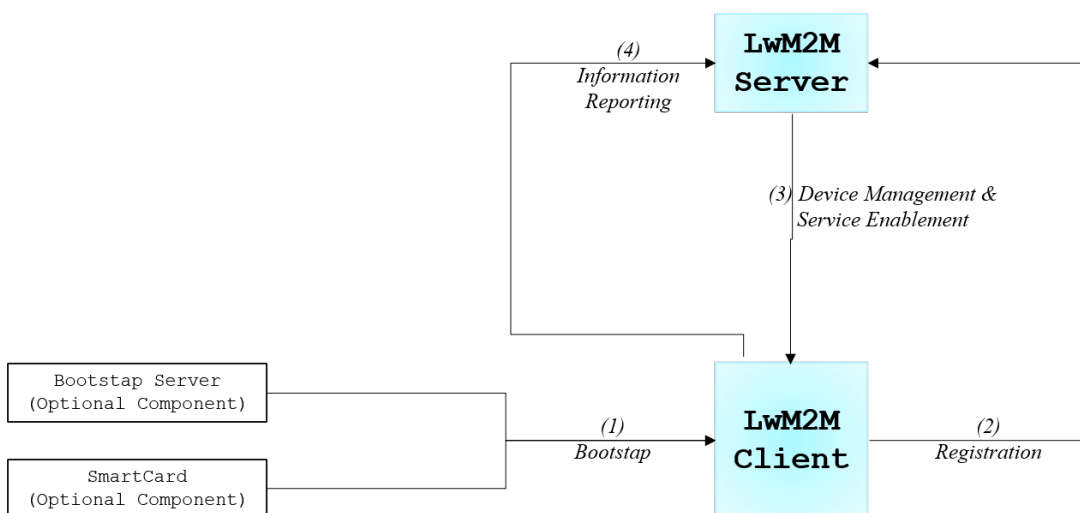 (4)
Information
Reporting
LwM2M
Server
(3) Device Management &
Service Enablement
Bootstap Server
(Optional Component)
SmartCard
(Optional Component)
(1)
Bootstap
LwM2M
Client
(2)
Registration